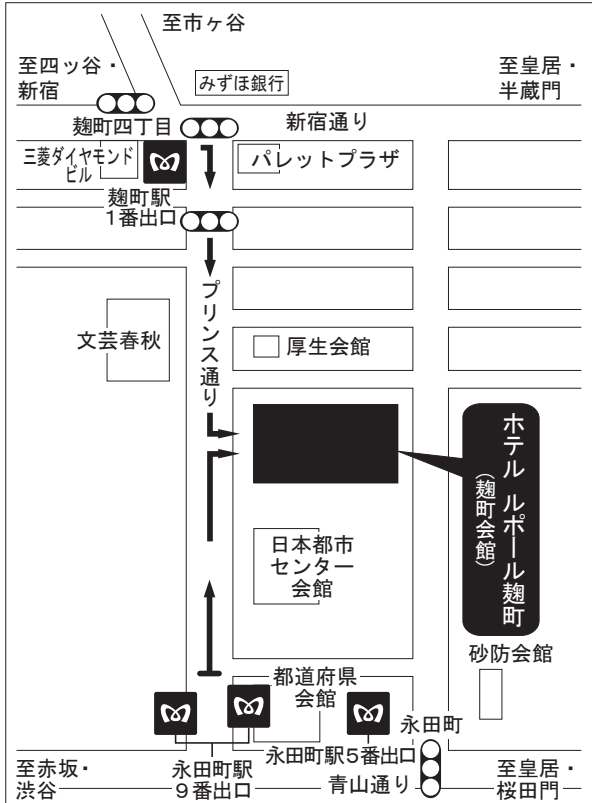 至市ヶ谷
至四ッ谷・
新宿
みずほ銀行
至皇居・
半蔵門
麹町四丁目
新宿通り
三菱ダイヤモンド
ビル
パレットプラザ
麹町駅
1番出口
プリンス通り
文芸春秋
厚生会館
ホテル ルポール麹町
(麹町会館)
日本都市
センター
会館
砂防会館
都道府県
会館
永田町
永田町駅5番出口
永田町駅
9番出口
青山通り
至赤坂・
渋谷
至皇居・
桜田門